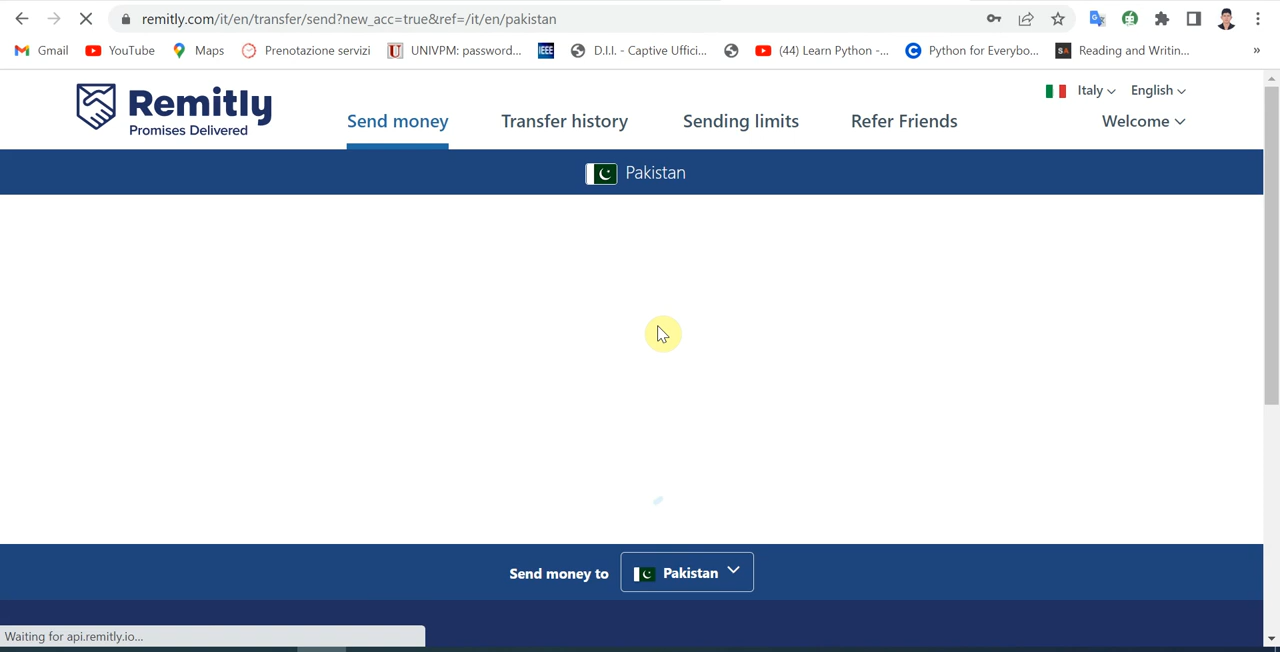 remitly.com/it/en/transfer/send?new_acc=true&ref=/it/en/pakistan
Gmail YouTube Maps Prenotazione servizi U UNIVPM: password... IEEE D.I.I. - Captive Uffici... (44) Learn Python -... C Python for Everybo... SA Reading and Writin... »
Italy English
Remitly
Promises Delivered
Send money Transfer history Sending limits Refer Friends Welcome
Pakistan
Send money to Pakistan
Waiting for api.remitly.io...